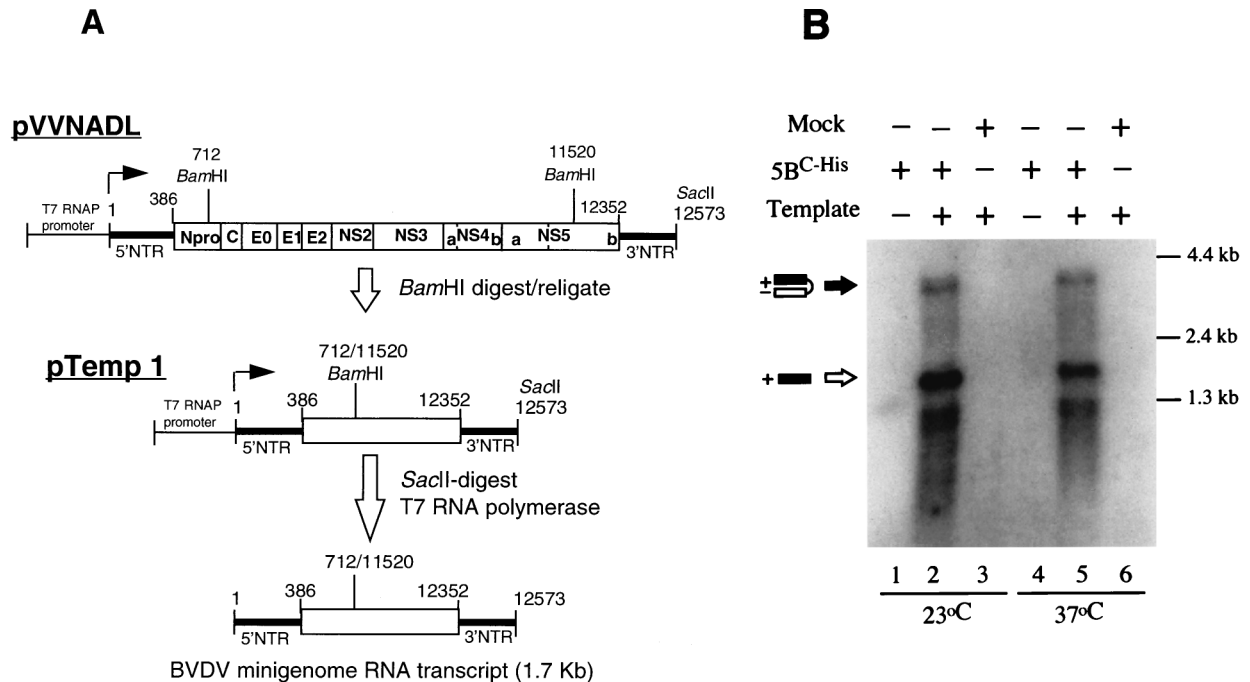 A
pVVNADL
712
BamHI
11520
BamHI
SacII
12573
T7 RNAP
promoter
1
386
12352
Npro C E0 E1 E2 NS2 NS3 a NS4 b a NS5 b
5'NTR
3'NTR
BamHI digest/religate
pTemp 1
712/11520
BamHI
SacII
12573
T7 RNAP
promoter
1
386
12352
5'NTR
3'NTR
SacII-digest
T7 RNA polymerase
712/11520
1
386
12352
12573
5'NTR
3'NTR
BVDV minigenome RNA transcript (1.7 Kb)
B
Mock – – + – – +
5BC-His + + – + + –
Template – + + – + +
4.4 kb
±
2.4 kb
+
1.3 kb
1 2 3 4 5 6
23oC 37oC